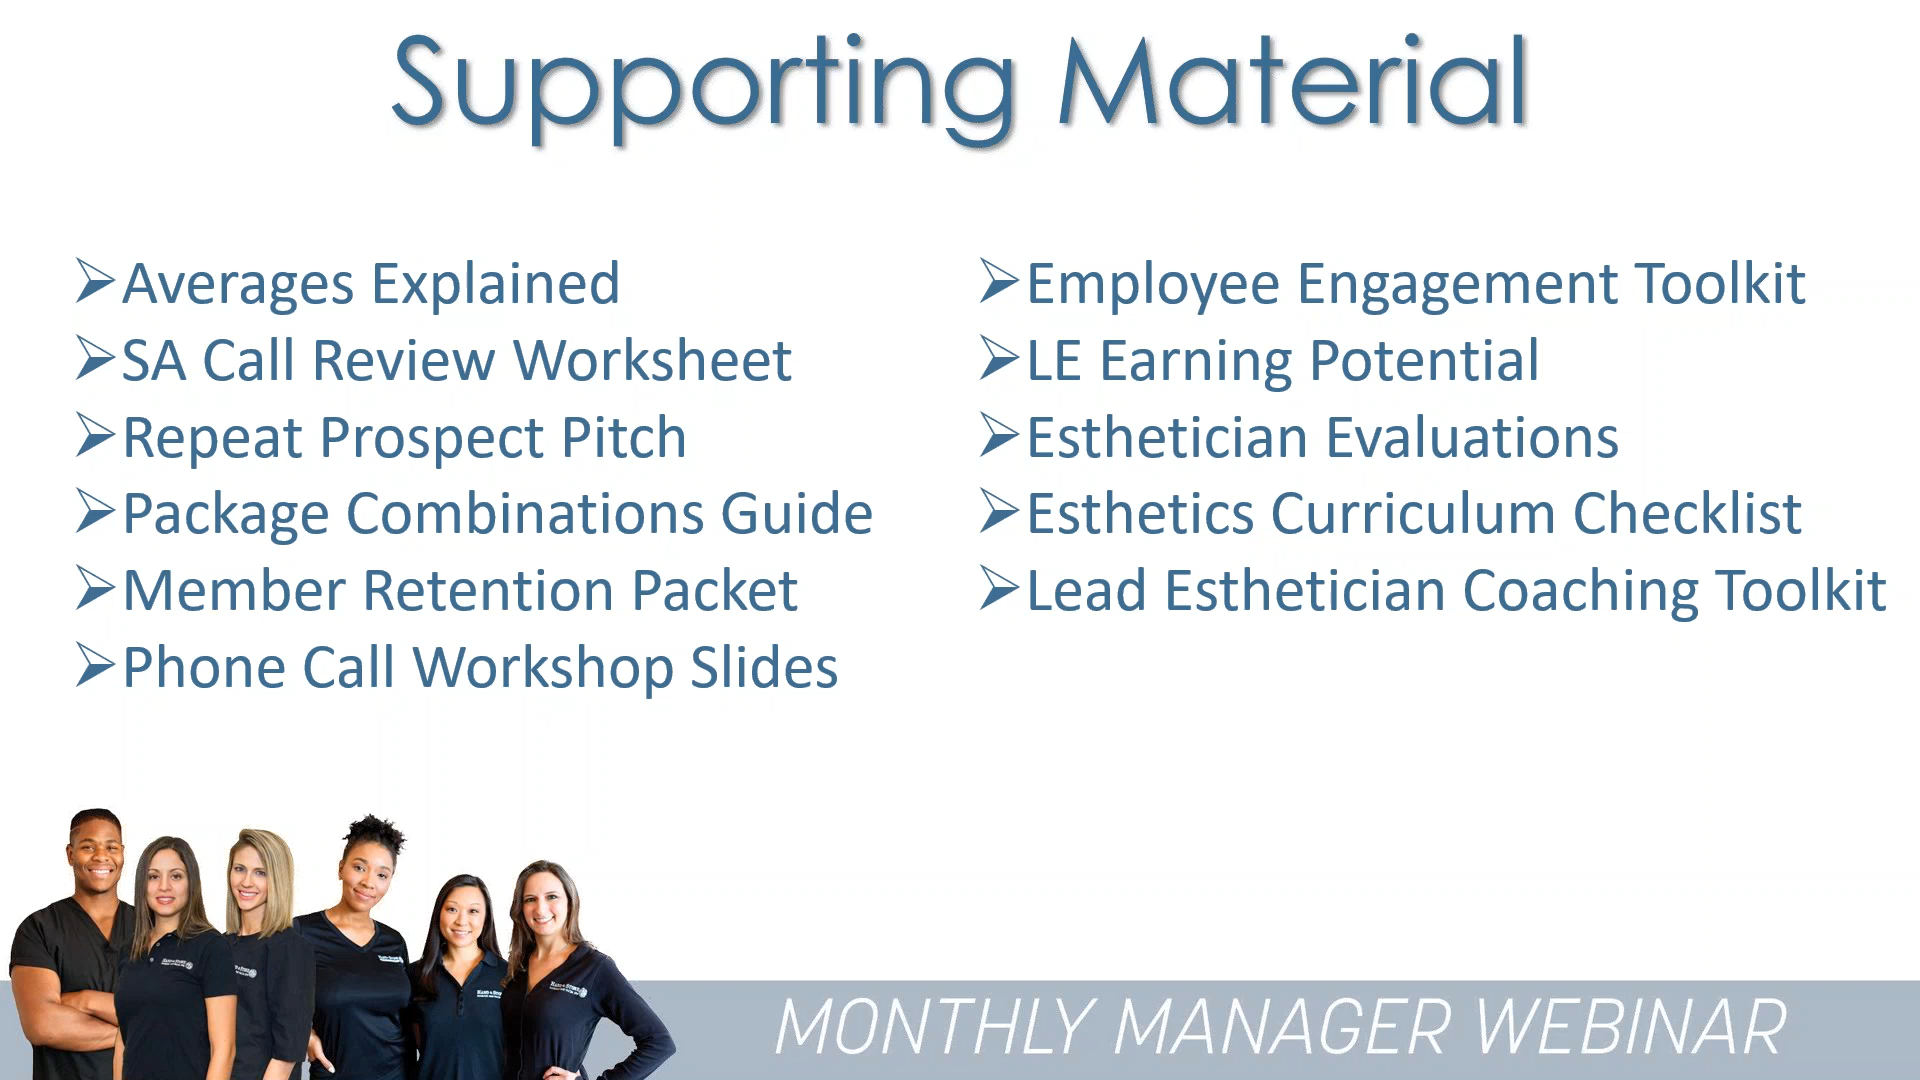 Supporting Material
Averages Explained
SA Call Review Worksheet
Repeat Prospect Pitch
Package Combinations Guide
Member Retention Packet
Phone Call Workshop Slides
Employee Engagement Toolkit
LE Earning Potential
Esthetician Evaluations
Esthetics Curriculum Checklist
Lead Esthetician Coaching Toolkit
HAND & STONE
MONTHLY MANAGER WEBINAR